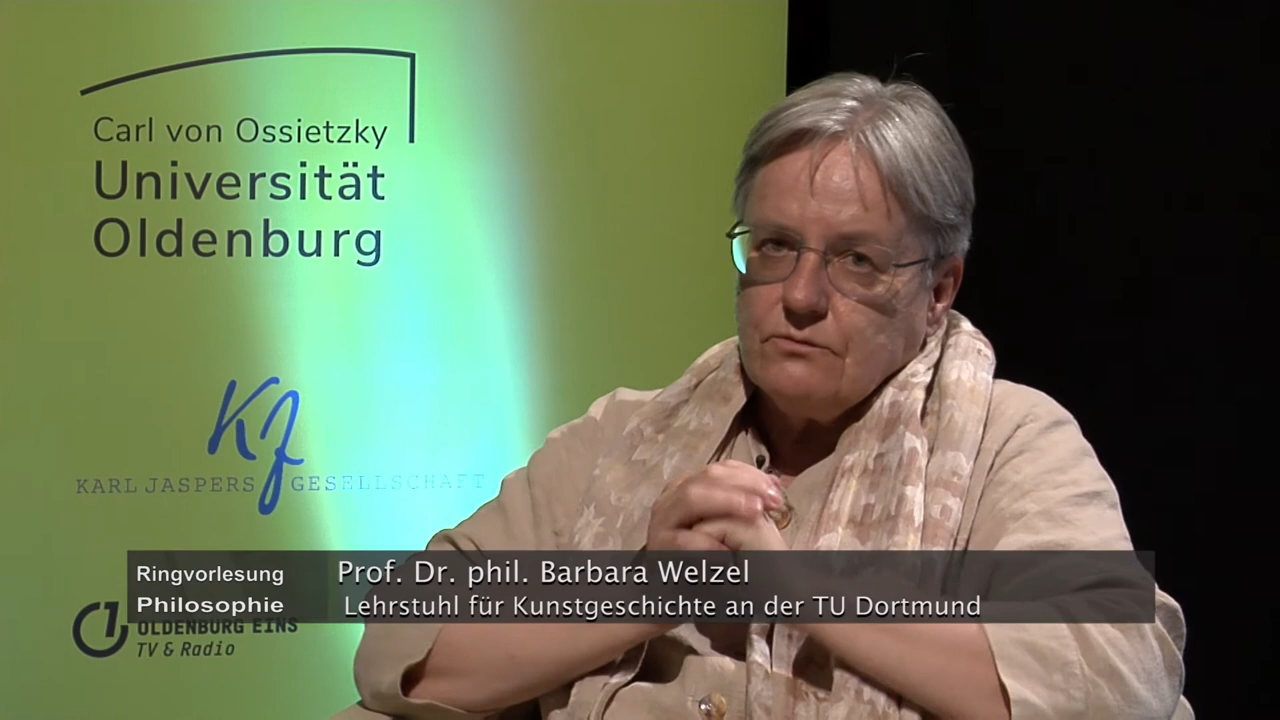 Carl von Ossietzky
Universität
Oldenburg
KJ
KARL JASPERS GESELLSCHAFT
Ringvorlesung
Philosophie
Prof. Dr. phil. Barbara Welzel
Lehrstuhl für Kunstgeschichte an der TU Dortmund
OLDENBURG EINS
TV & Radio